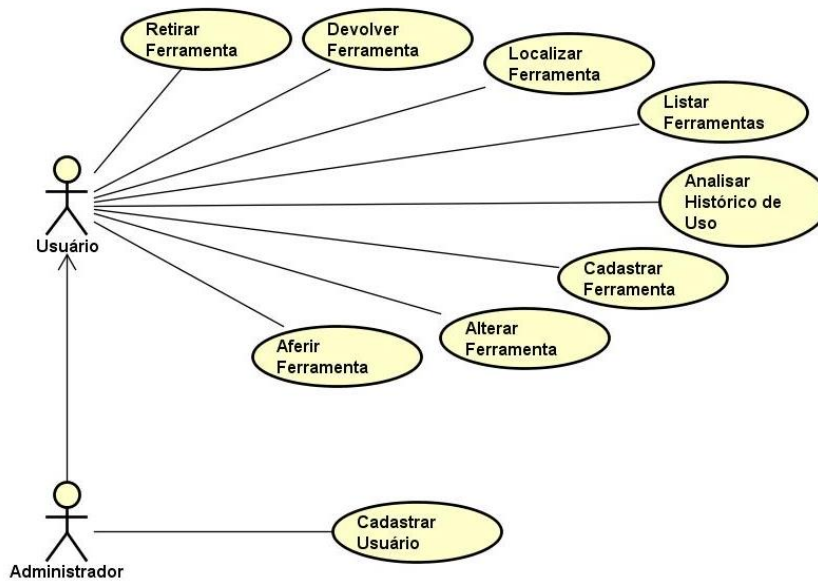 Retirar
Ferramenta
Devolver
Ferramenta
Localizar
Ferramenta
Listar
Ferramentas
Analisar
Histórico de
Uso
Usuário
Cadastrar
Ferramenta
Alterar
Ferramenta
Aferir
Ferramenta
Cadastrar
Usuário
Administrador